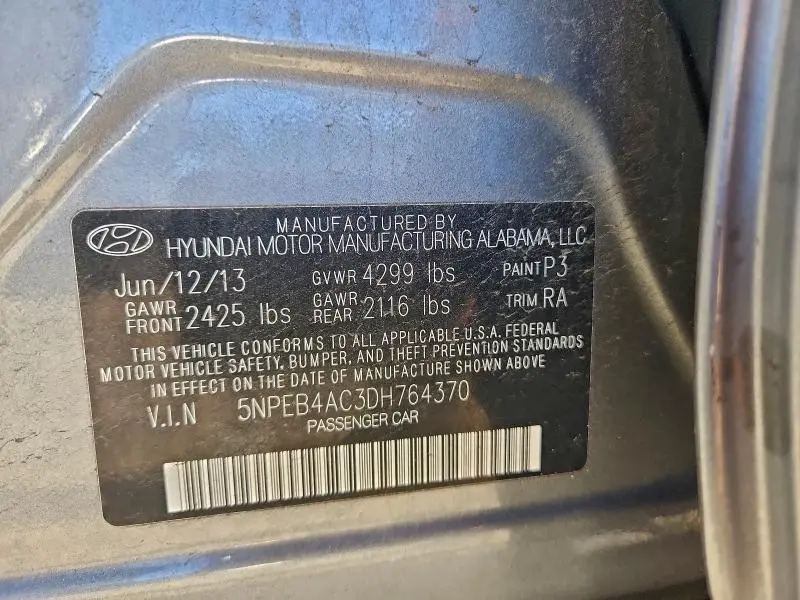 MANUFACTURED BY
HYUNDAI MOTOR MANUFACTURING ALABAMA, LLC
Jun/12/13 GVWR 4299 lbs PAINT P3
GAWR FRONT 2425 lbs GAWR REAR 2116 lbs TRIM RA
THIS VEHICLE CONFORMS TO ALL APPLICABLE U.S.A. FEDERAL
MOTOR VEHICLE SAFETY, BUMPER, AND THEFT PREVENTION STANDARDS
IN EFFECT ON THE DATE OF MANUFACTURE SHOWN ABOVE
V.I.N 5NPEB4AC3DH764370
PASSENGER CAR